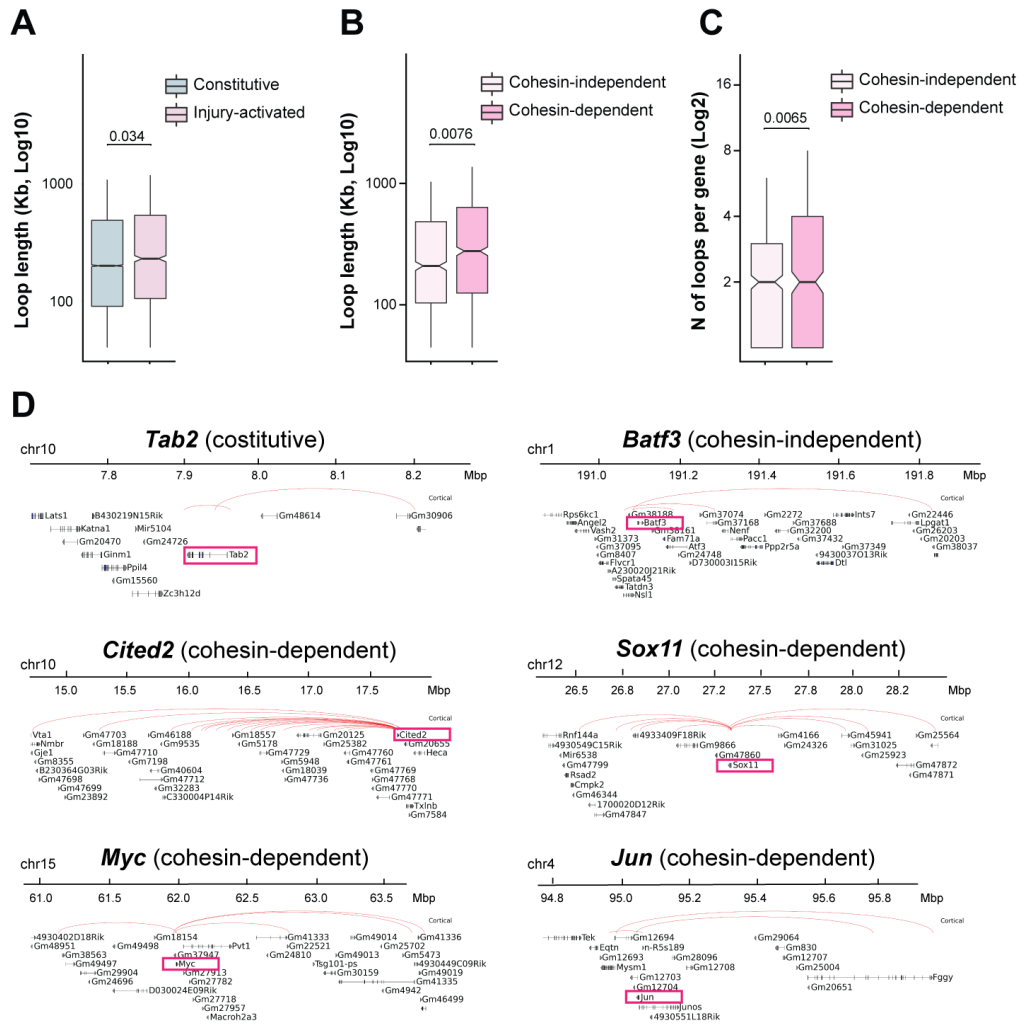 A
B
C
Constitutive
Injury-activated
0.034
1000
100
Loop length (Kb, Log10)
Cohesin-independent
Cohesin-dependent
0.0076
1000
100
Loop length (Kb, Log10)
Cohesin-independent
Cohesin-dependent
0.0065
16
8
4
2
N of loops per gene (Log2)
D
Tab2 (costitutive)
chr10
7.8 7.9 8.0 8.1 8.2
Mbp
Cortical
Lats1 B430219N15Rik Gm48614 Gm30906
Katna1 Mir5104
Gm20470 Gm24726
Ginm1 Tab2
Ppil4
Gm15560
Zc3h12d
Batf3 (cohesin-independent)
chr1
191.0 191.2 191.4 191.6 191.8 Mbp
Cortical
Rps6kc1 Gm38188 Gm37074 Gm2272 Ints7 Gm22446
Angel2 Batf3 Gm37168 Gm37688 Lpgat1
Vash2 Gm38161 Nenf Gm32200 Gm26203
Gm31373 Fam71a Pacc1 Gm37432 Gm20203
Gm37095 Atf3 Ppp2r5a Gm37349 Gm38037
Gm8407 Gm24748 9430037O13Rik
Flvcr1 D730003I15Rik Dtl
A230020J21Rik
Spata45
Tatdn3
Nsl1
Cited2 (cohesin-dependent)
chr10
15.0 15.5 16.0 16.5 17.0 17.5
Mbp
Cortical
Vta1 Gm47703 Gm46188 Gm18557 Gm20125 Cited2
Nmbr Gm18188 Gm9535 Gm5178 Gm25382 Gm20655
Gje1 Gm47710 Gm47729 Gm47760 Heca
Gm8355 Gm7198 Gm5948 Gm47761
B230364G03Rik Gm40604 Gm18039 Gm47769
Gm47698 Gm47712 Gm47736 Gm47768
Gm47699 Gm32283 Gm47770
Gm23892 C330004P14Rik Gm47771
Txlnb
Gm7584
Sox11 (cohesin-dependent)
chr12
26.5 26.8 27.0 27.2 27.5 27.8 28.0 28.2
Mbp
Cortical
Rnf144a 4933409F18Rik Gm4166 Gm45941 Gm25564
4930549C15Rik Gm9866 Gm24326 Gm31025
Mir6538 Gm47860 Gm25923
Gm47799 Sox11 Gm47872
Rsad2 Gm47871
Cmpk2
Gm46344
1700020D12Rik
Gm47847
Myc (cohesin-dependent)
chr15
61.0 61.5 62.0 62.5 63.0 63.5
Mbp
Cortical
4930402D18Rik Gm18154 Gm41333 Gm49014 Gm41336
Gm48951 Gm49498 Pvt1 Gm22521 Gm25702
Gm38563 Gm37947 Gm24810 Gm49013 Gm5473
Gm49497 Myc Tsg101-ps 4930449C09Rik
Gm29904 Gm27913 Gm30159 Gm49019
Gm24696 Gm27782 Gm41335
D030024E09Rik Gm4942
Gm27718 Gm46499
Gm27957
Macroh2a3
Jun (cohesin-dependent)
chr4
94.8 95.0 95.2 95.4 95.6 95.8
Mbp
Cortical
Tek Gm12694 Gm29064
Eqtn n-R5s189 Gm830
Gm12693 Gm28096 Gm12707
Mysm1 Gm12708 Gm25004
Gm12703 Fggy
Gm12704 Gm20651
Jun
Junos
4930551L18Rik